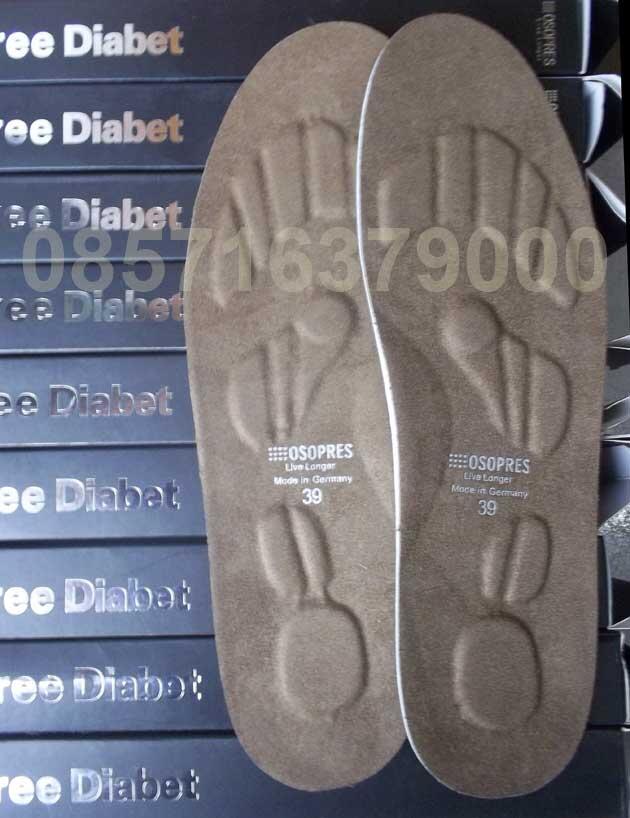 ree Diabet
OSOPRES
ree Diabet
ee Diabet
085716379000
ee Diabet
ee Diabet
OSOPRES
Live Longer
Made in Germany
39
OSOPRES
Live Longer
Made in Germany
39
ee Diabet
ree Diabet
ree Diabet
ree Diabet